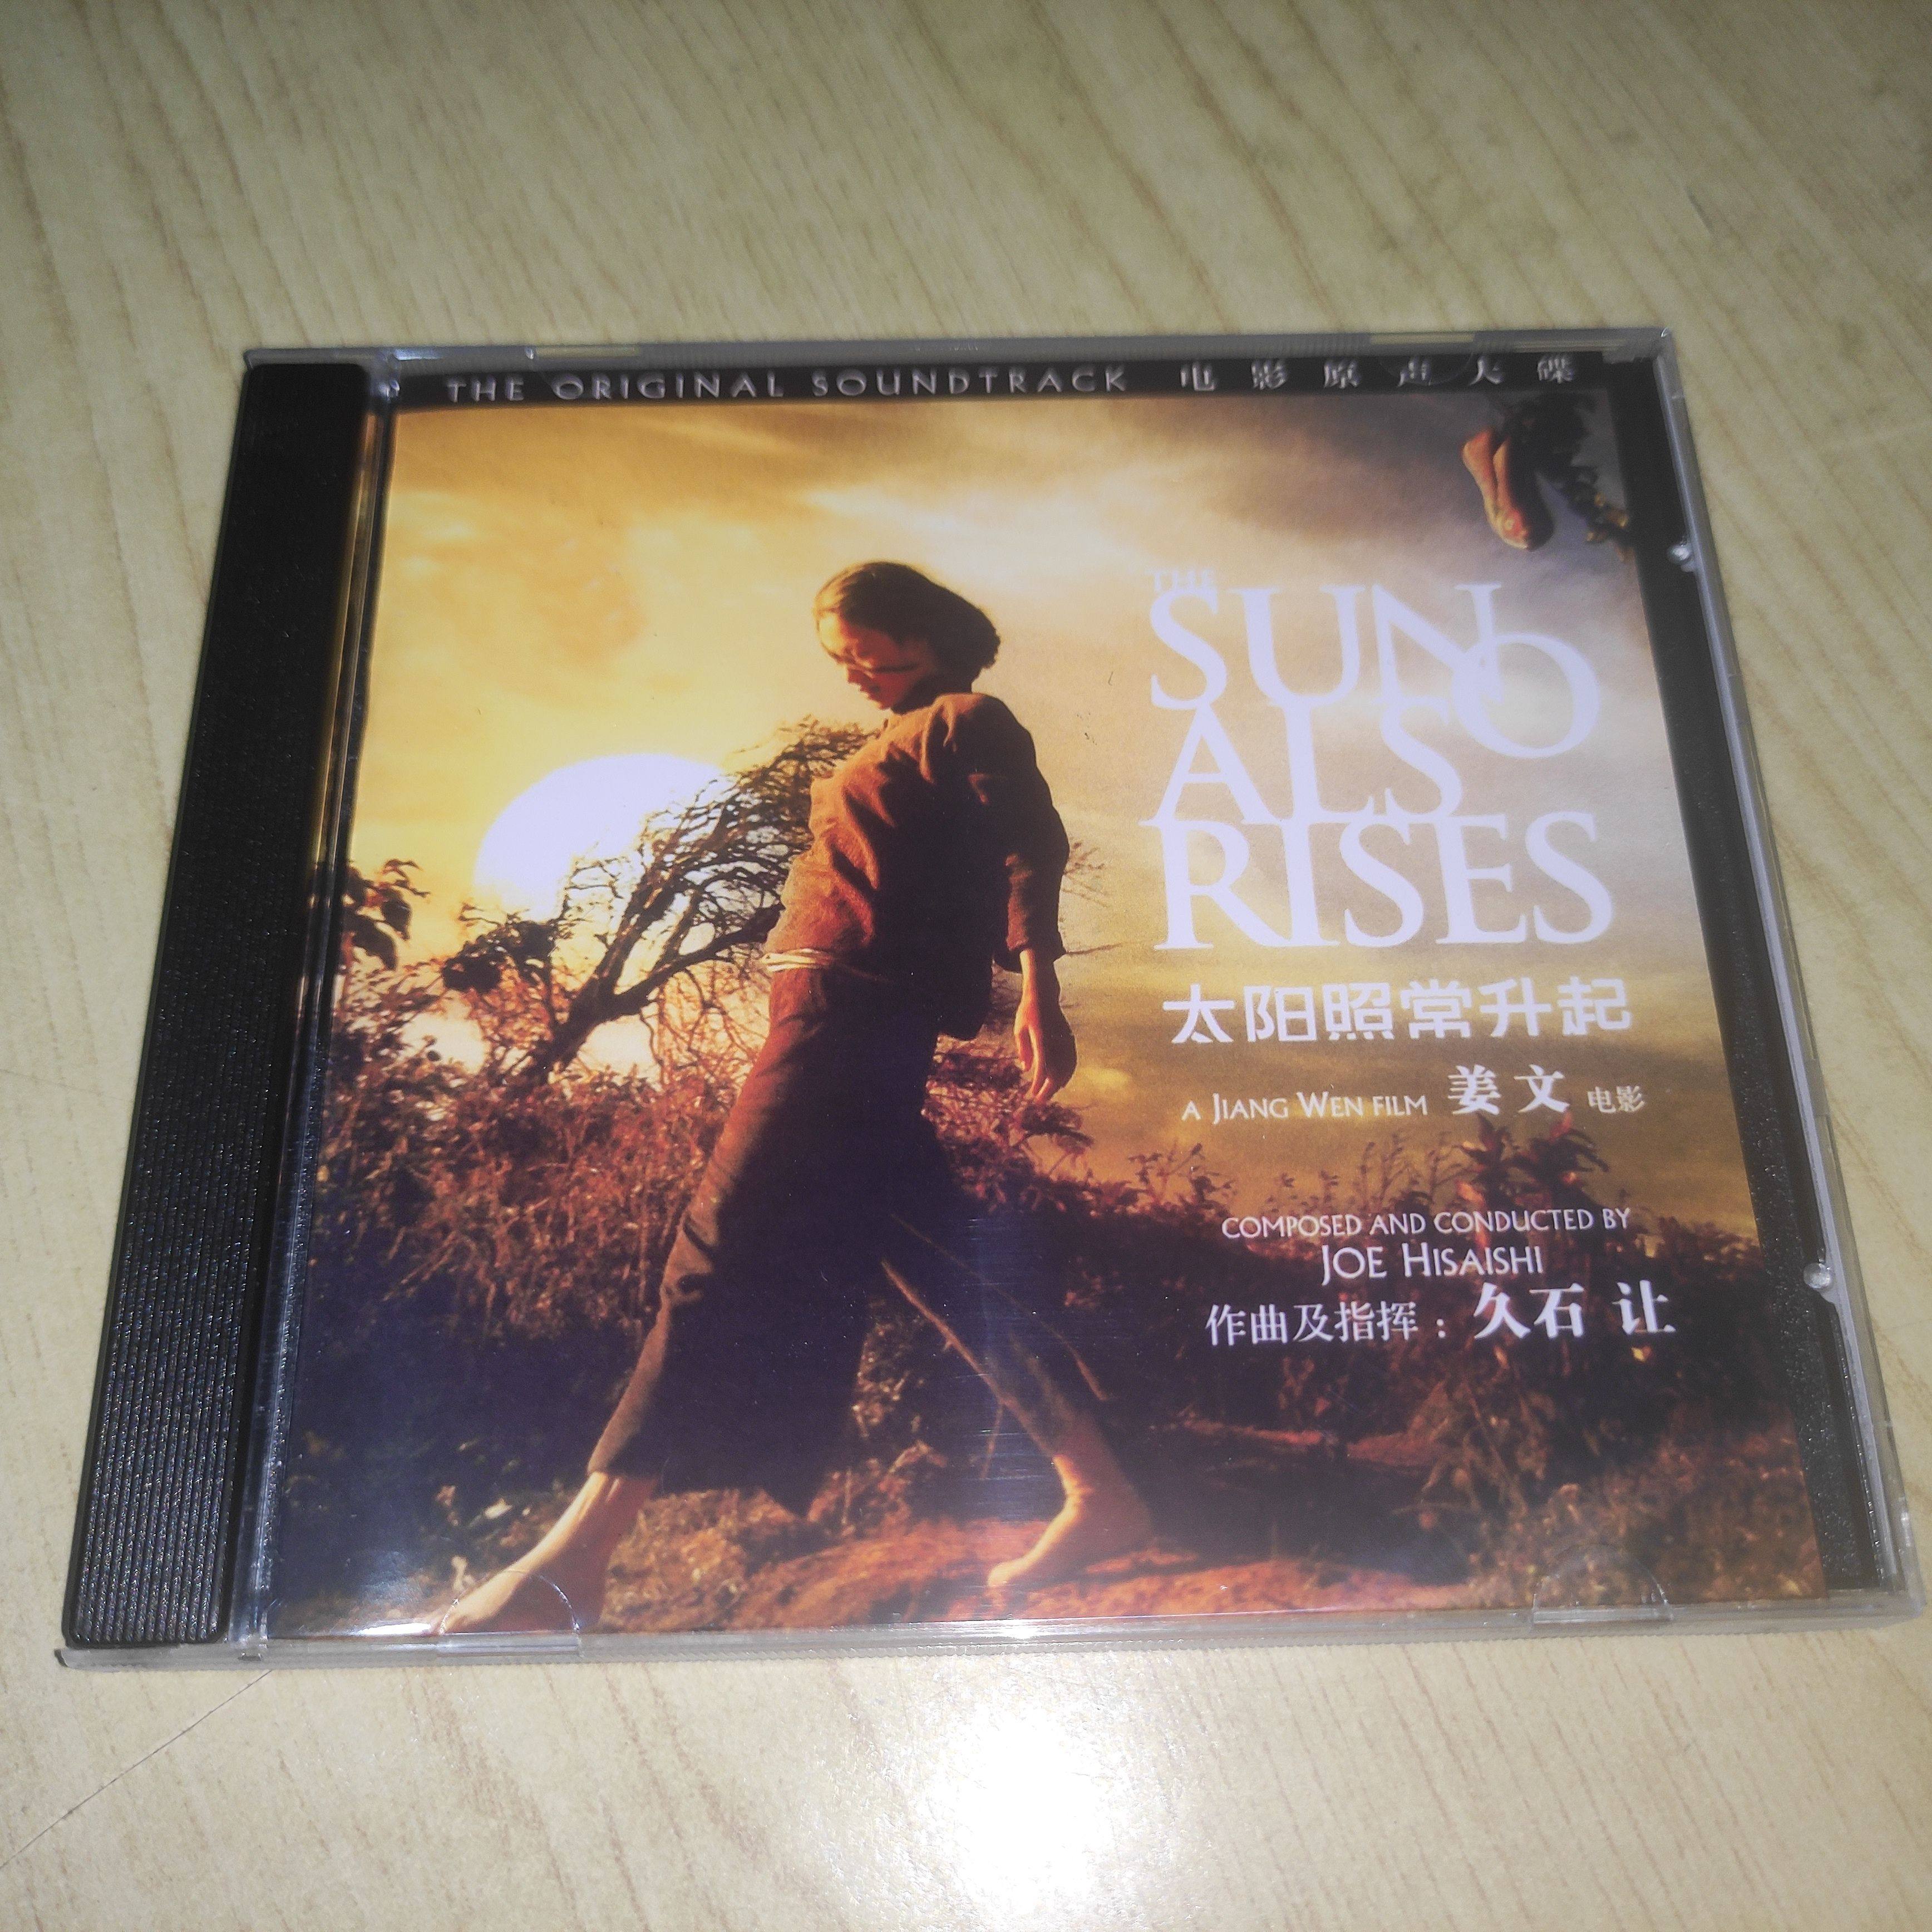 THE ORIGINAL SOUNDTRACK 电影原声大碟
THE
SUN
ALSO
RISES
太阳照常升起
A JIANG WEN FILM 姜文 电影
COMPOSED AND CONDUCTED BY
JOE HISAISHI
作曲及指挥：久石 让